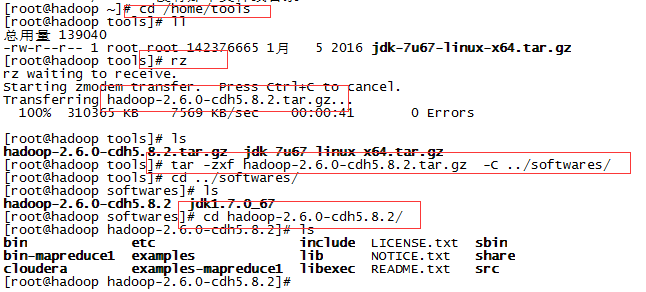 [root@hadoop ~]# cd /home/tools
[root@hadoop tools]# ll
总用量 139040
-rw-r--r-- 1 root root 142376665 1月   5 2016 jdk-7u67-linux-x64.tar.gz
[root@hadoop tools]# rz
rz waiting to receive.
Starting zmodem transfer.  Press Ctrl+C to cancel.
Transferring hadoop-2.6.0-cdh5.8.2.tar.gz...
  100%  310365 KB    7569 KB/sec    00:00:41       0 Errors
[root@hadoop tools]# ls
hadoop-2.6.0-cdh5.8.2.tar.gz  jdk-7u67-linux-x64.tar.gz
[root@hadoop tools]# tar -zxf hadoop-2.6.0-cdh5.8.2.tar.gz  -C ../softwares/
[root@hadoop tools]# cd ../softwares/
[root@hadoop softwares]# ls
hadoop-2.6.0-cdh5.8.2  jdk1.7.0_67
[root@hadoop softwares]# cd hadoop-2.6.0-cdh5.8.2/
[root@hadoop hadoop-2.6.0-cdh5.8.2]# ls
bin             etc                  include  LICENSE.txt  sbin
bin-mapreduce1  examples             lib      NOTICE.txt   share
cloudera        examples-mapreduce1  libexec  README.txt   src
[root@hadoop hadoop-2.6.0-cdh5.8.2]#